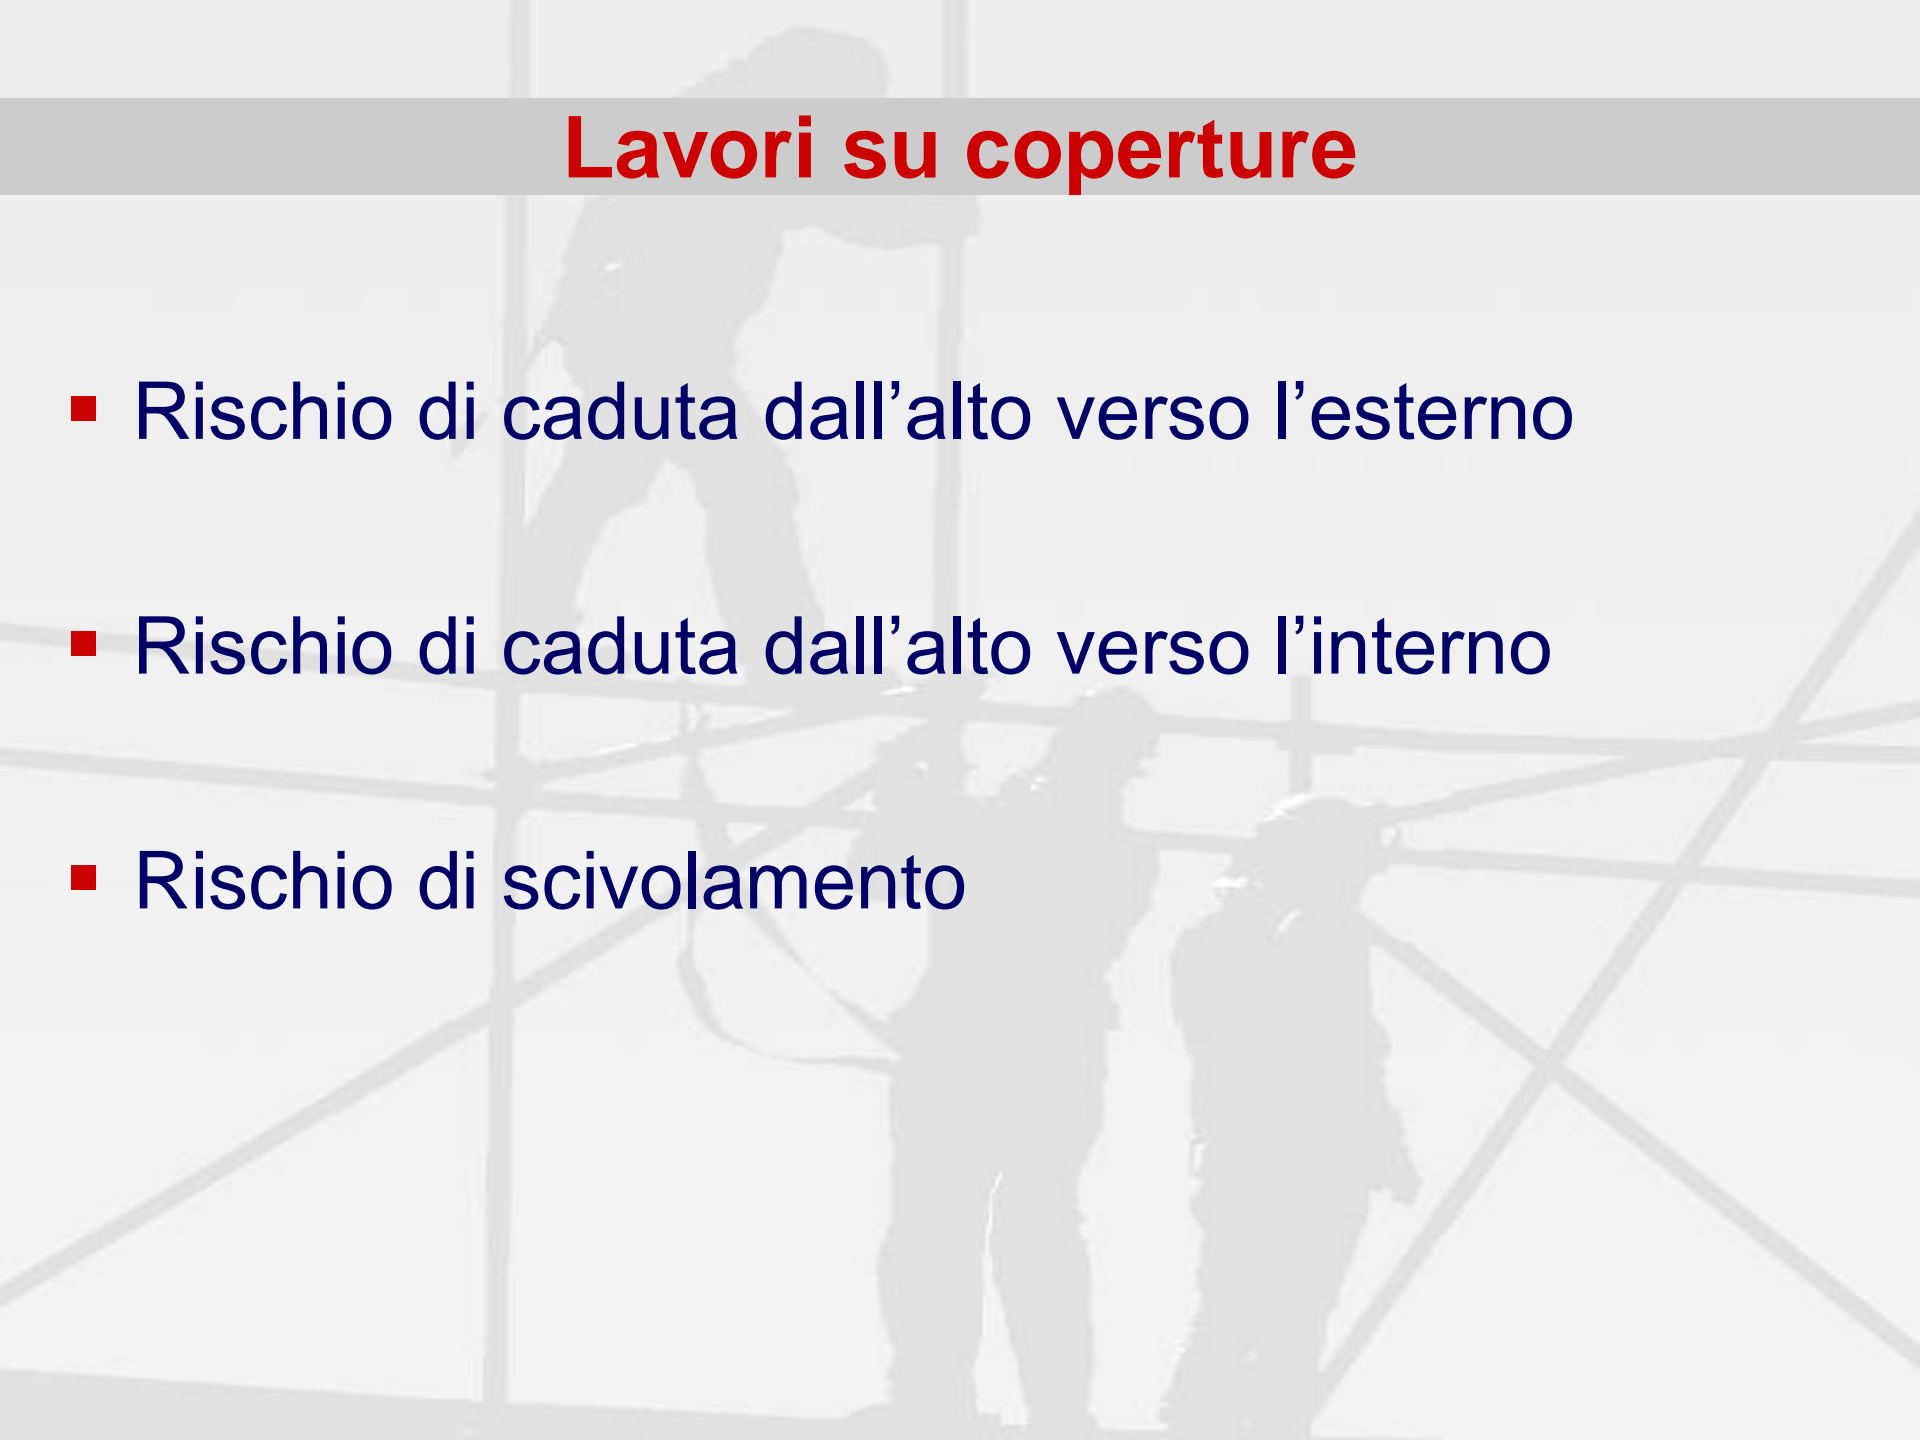 Lavori su coperture
▪ Rischio di caduta dall’alto verso l’esterno
▪ Rischio di caduta dall’alto verso l’interno
▪ Rischio di scivolamento